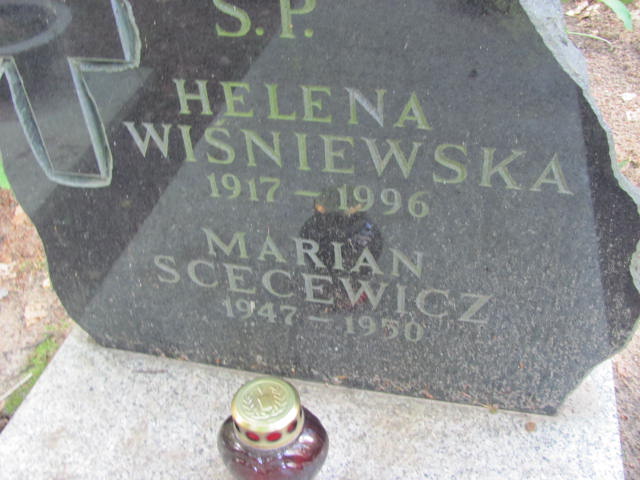 Ś.P.
HELENA
WIŚNIEWSKA
1917 – 1996
MARIAN
SCECEWICZ
1947 – 1950